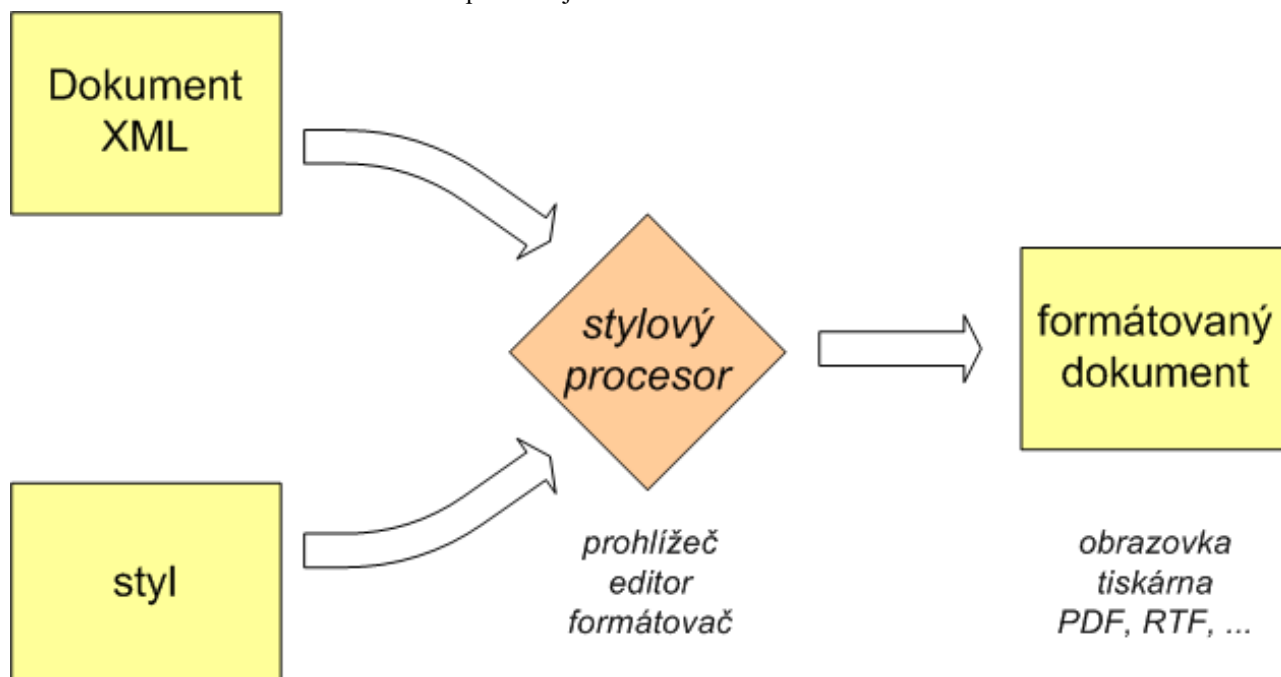 Dokument
XML
styl
stylový
procesor
prohlížeč
editor
formátovač
formátovaný
dokument
obrazovka
tiskárna
PDF, RTF, ...